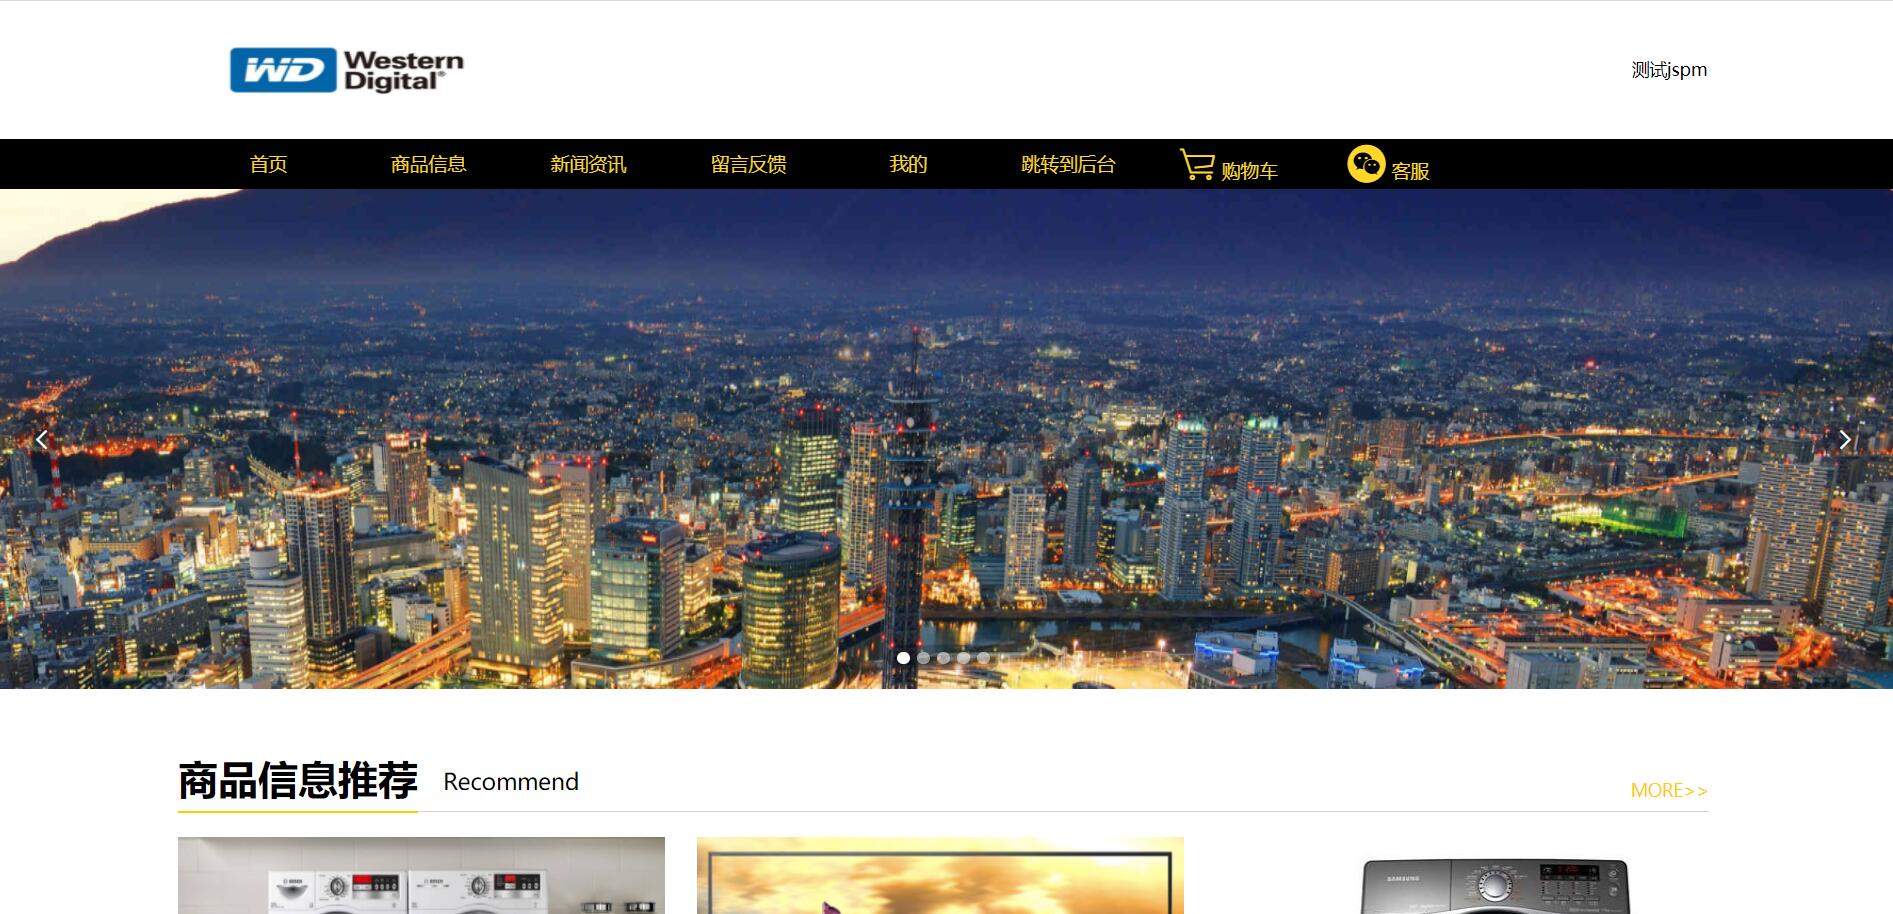 WD Western
Digital®
测试jspm
首页
商品信息
新闻资讯
留言反馈
我的
跳转到后台
购物车
客服
商品信息推荐
Recommend
MORE>>
SAMSUNG